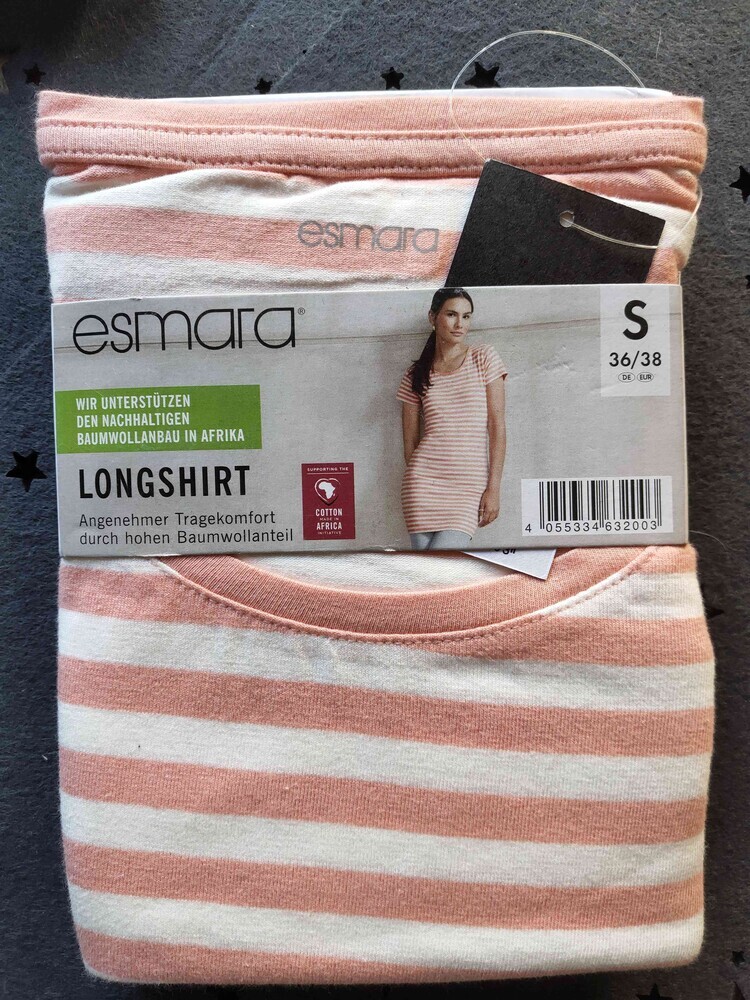 esmara
esmara®
S
36/38
DE EUR
WIR UNTERSTÜTZEN
DEN NACHHALTIGEN
BAUMWOLLANBAU IN AFRIKA
LONGSHIRT
Angenehmer Tragekomfort
durch hohen Baumwollanteil
SUPPORTING THE
COTTON
MADE IN
AFRICA
INITIATIVE
4 055334 632003